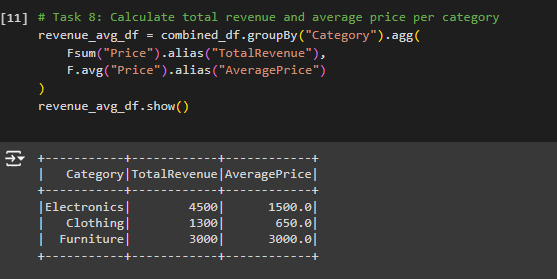 [11] # Task 8: Calculate total revenue and average price per category
revenue_avg_df = combined_df.groupBy("Category").agg(
    Fsum("Price").alias("TotalRevenue"),
    F.avg("Price").alias("AveragePrice")
)
revenue_avg_df.show()
+-----------+------------+------------+
|   Category|TotalRevenue|AveragePrice|
+-----------+------------+------------+
|Electronics|        4500|      1500.0|
|   Clothing|        1300|       650.0|
|  Furniture|        3000|      3000.0|
+-----------+------------+------------+